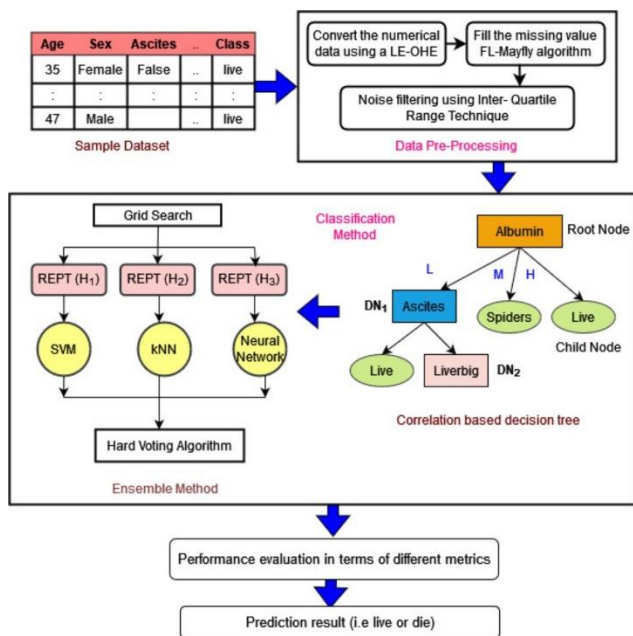 Age Sex Ascites .. Class
35 Female False .. live
: : : : :
47 Male .. live
Sample Dataset
Convert the numerical
data using a LE-OHE
Fill the missing value
FL-Mayfly algorithm
Noise filtering using Inter- Quartile
Range Technique
Data Pre-Processing
Grid Search
REPT (H₁) REPT (H₂) REPT (H₃)
SVM kNN Neural
Network
Hard Voting Algorithm
Ensemble Method
Classification
Method
Albumin Root Node
L M H
DN₁ Ascites Spiders Live
Child Node
Live Liverbig DN₂
Correlation based decision tree
Performance evaluation in terms of different metrics
Prediction result (i.e live or die)